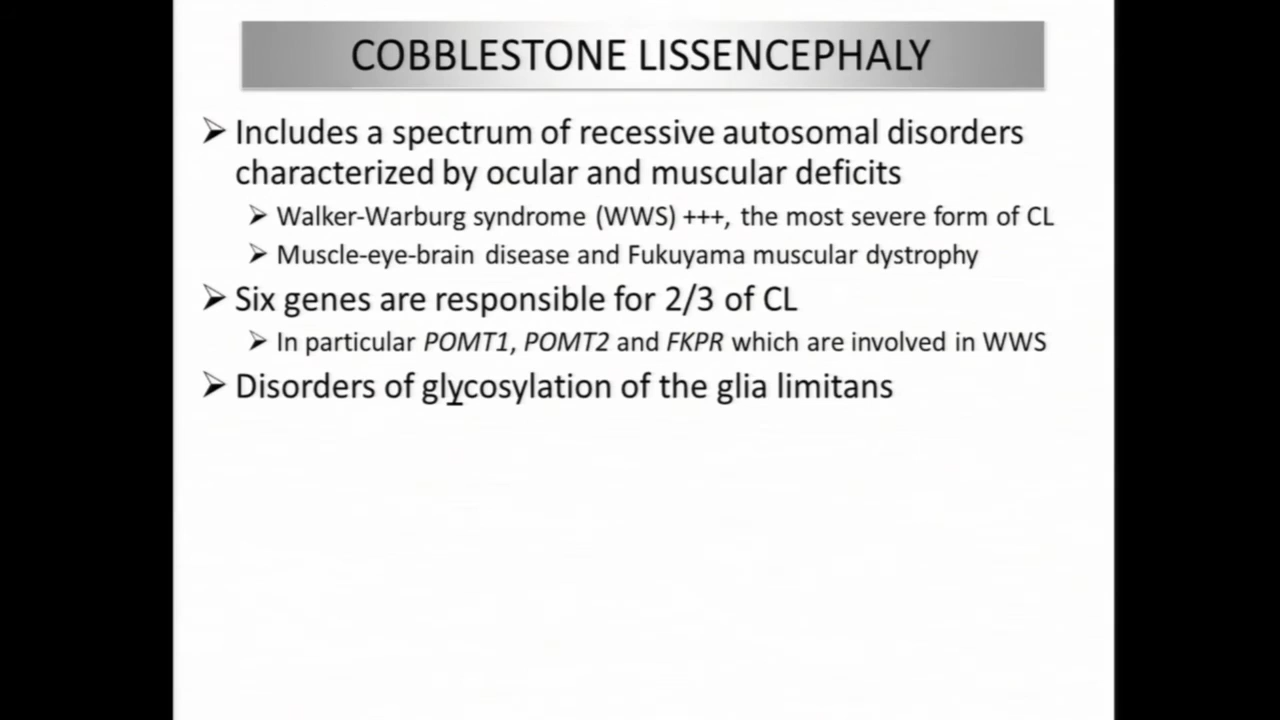 COBBLESTONE LISSENCEPHALY
➢ Includes a spectrum of recessive autosomal disorders
characterized by ocular and muscular deficits
➢ Walker-Warburg syndrome (WWS) +++, the most severe form of CL
➢ Muscle-eye-brain disease and Fukuyama muscular dystrophy
➢ Six genes are responsible for 2/3 of CL
➢ In particular POMT1, POMT2 and FKPR which are involved in WWS
➢ Disorders of glycosylation of the glia limitans